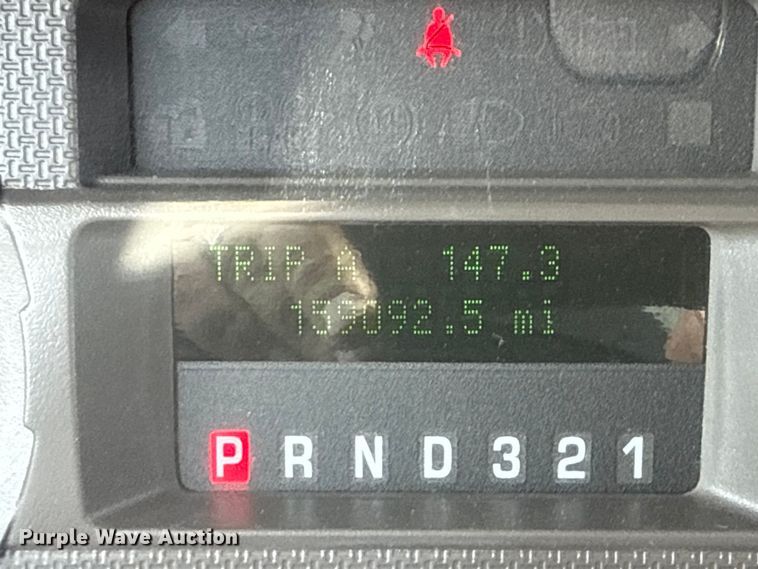 TRIP A 147.3
159092.5 mi
P R N D 3 2 1
Purple Wave Auction